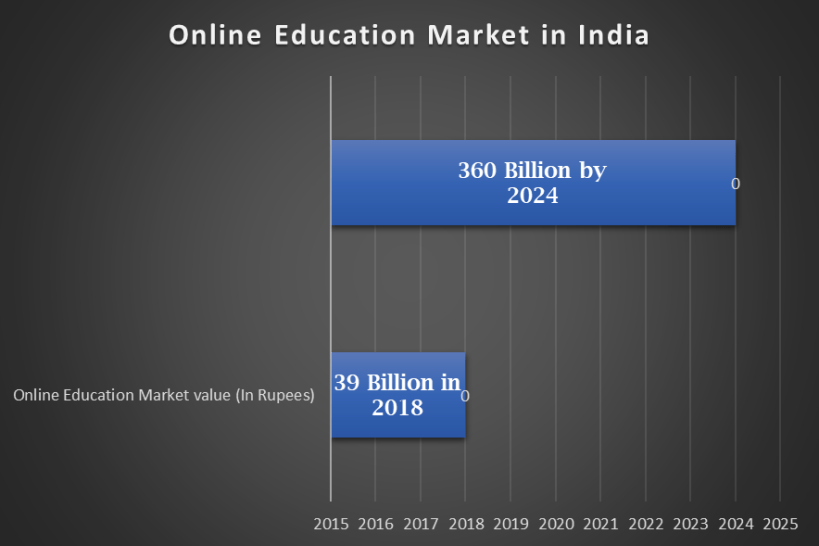 Online Education Market in India
360 Billion by
2024
0
Online Education Market value (In Rupees)
39 Billion in
2018
0
2015 2016 2017 2018 2019 2020 2021 2022 2023 2024 2025